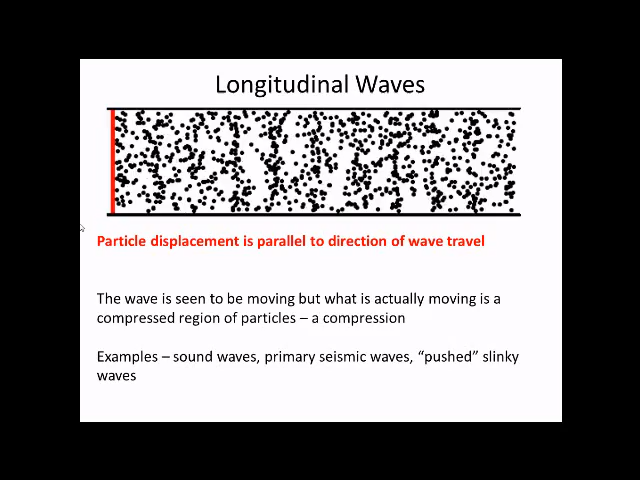 Longitudinal Waves
Particle displacement is parallel to direction of wave travel
The wave is seen to be moving but what is actually moving is a
compressed region of particles – a compression
Examples – sound waves, primary seismic waves, “pushed” slinky
waves